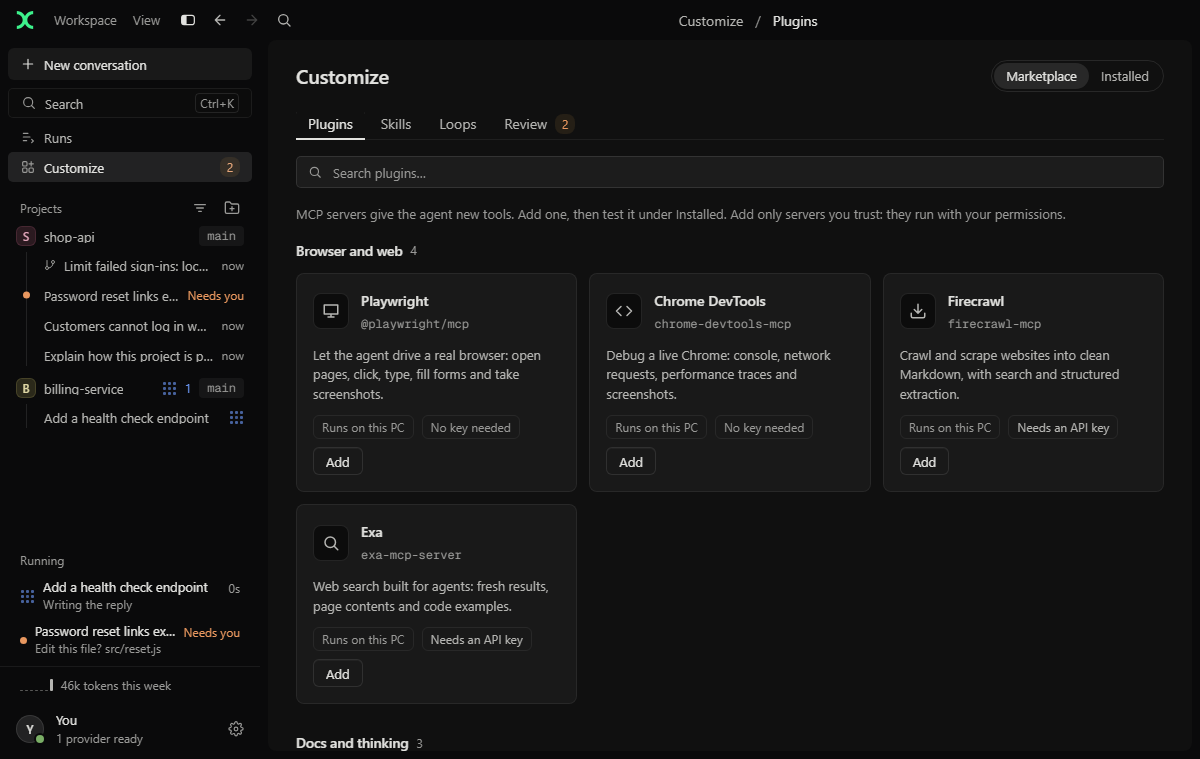 Workspace View
Customize / Plugins
New conversation
Search Ctrl+K
Runs
Customize 2
Projects
S shop-api main
Limit failed sign-ins: loc... now
Password reset links e... Needs you
Customers cannot log in w... now
Explain how this project is p... now
B billing-service 1 main
Add a health check endpoint
Running
Add a health check endpoint 0s
Writing the reply
Password reset links ex... Needs you
Edit this file? src/reset.js
46k tokens this week
Y You
1 provider ready
Customize
Marketplace Installed
Plugins Skills Loops Review 2
Search plugins...
MCP servers give the agent new tools. Add one, then test it under Installed. Add only servers you trust: they run with your permissions.
Browser and web 4
Playwright
@playwright/mcp
Let the agent drive a real browser: open
pages, click, type, fill forms and take
screenshots.
Runs on this PC No key needed
Add
Chrome DevTools
chrome-devtools-mcp
Debug a live Chrome: console, network
requests, performance traces and
screenshots.
Runs on this PC No key needed
Add
Firecrawl
firecrawl-mcp
Crawl and scrape websites into clean
Markdown, with search and structured
extraction.
Runs on this PC Needs an API key
Add
Exa
exa-mcp-server
Web search built for agents: fresh results,
page contents and code examples.
Runs on this PC Needs an API key
Add
Docs and thinking 3